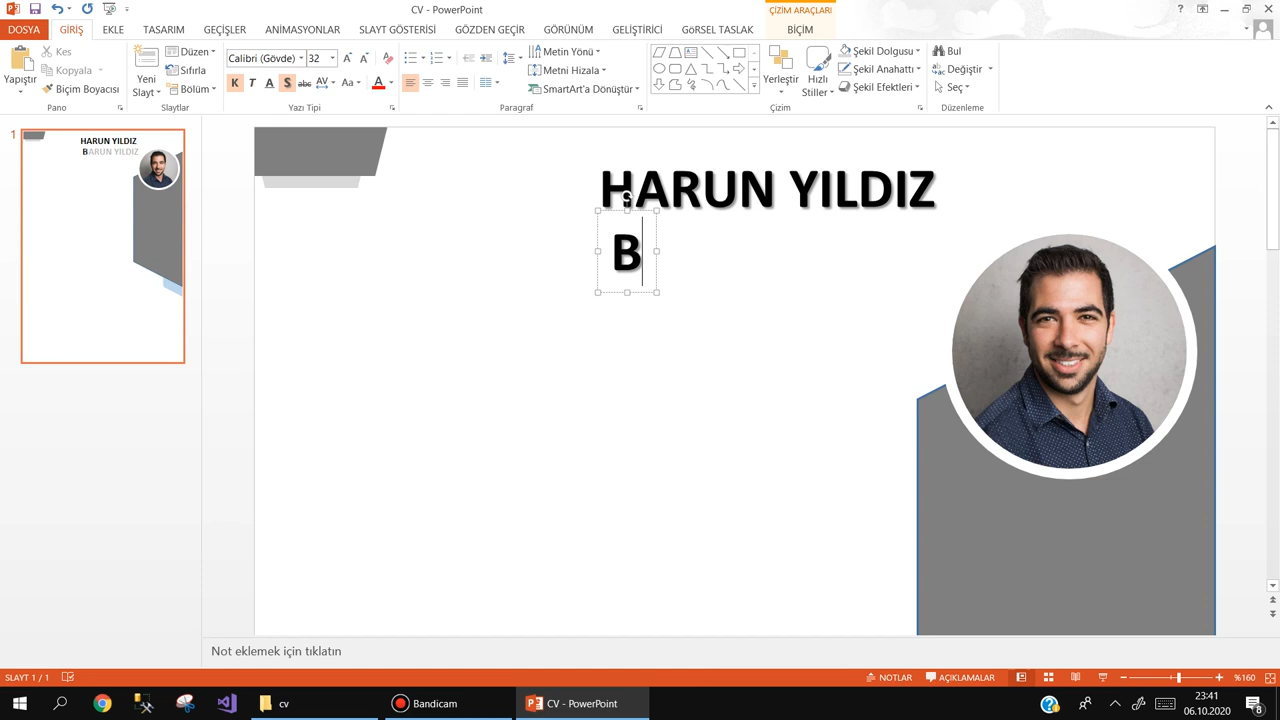 CV - PowerPoint
ÇİZİM ARAÇLARI
DOSYA GİRİŞ EKLE TASARIM GEÇİŞLER ANİMASYONLAR SLAYT GÖSTERİSİ GÖZDEN GEÇİR GÖRÜNÜM GELİŞTİRİCİ GöRSEL TASLAK BİÇİM
Yapıştır
Kes
Kopyala
Biçim Boyacısı
Pano
Yeni Slayt
Düzen
Sıfırla
Bölüm
Slaytlar
Calibri (Gövde) 32
K T A S abc AV Aa A
Yazı Tipi
Metin Yönü
Metni Hizala
SmartArt'a Dönüştür
Paragraf
Yerleştir
Hızlı Stiller
Şekil Dolgusu
Şekil Anahattı
Şekil Efektleri
Çizim
Bul
Değiştir
Seç
Düzenleme
1
HARUN YILDIZ
BARUN YILDIZ
HARUN YILDIZ
B
Not eklemek için tıklatın
SLAYT 1 / 1
NOTLAR
AÇIKLAMALAR
%160
cv
Bandicam
CV - PowerPoint
23:41
06.10.2020
8